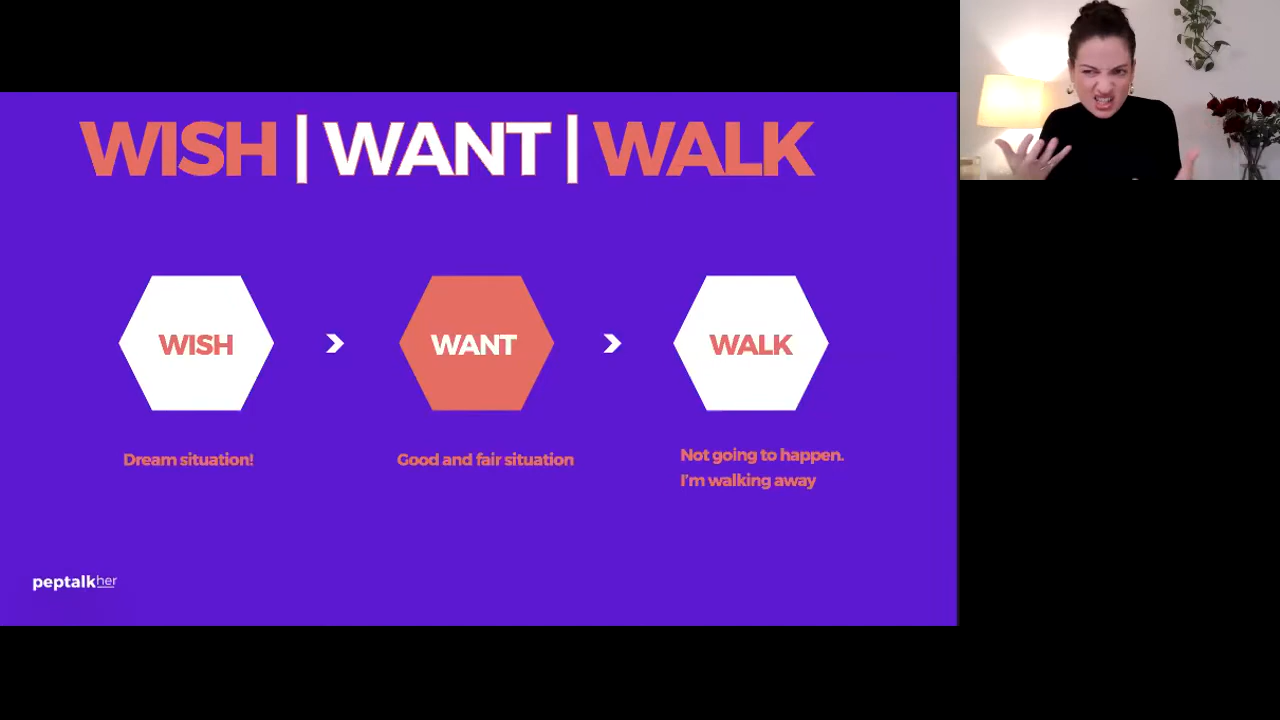 WISH | WANT | WALK
WISH
WANT
WALK
Dream situation!
Good and fair situation
Not going to happen.
I'm walking away
peptalkher